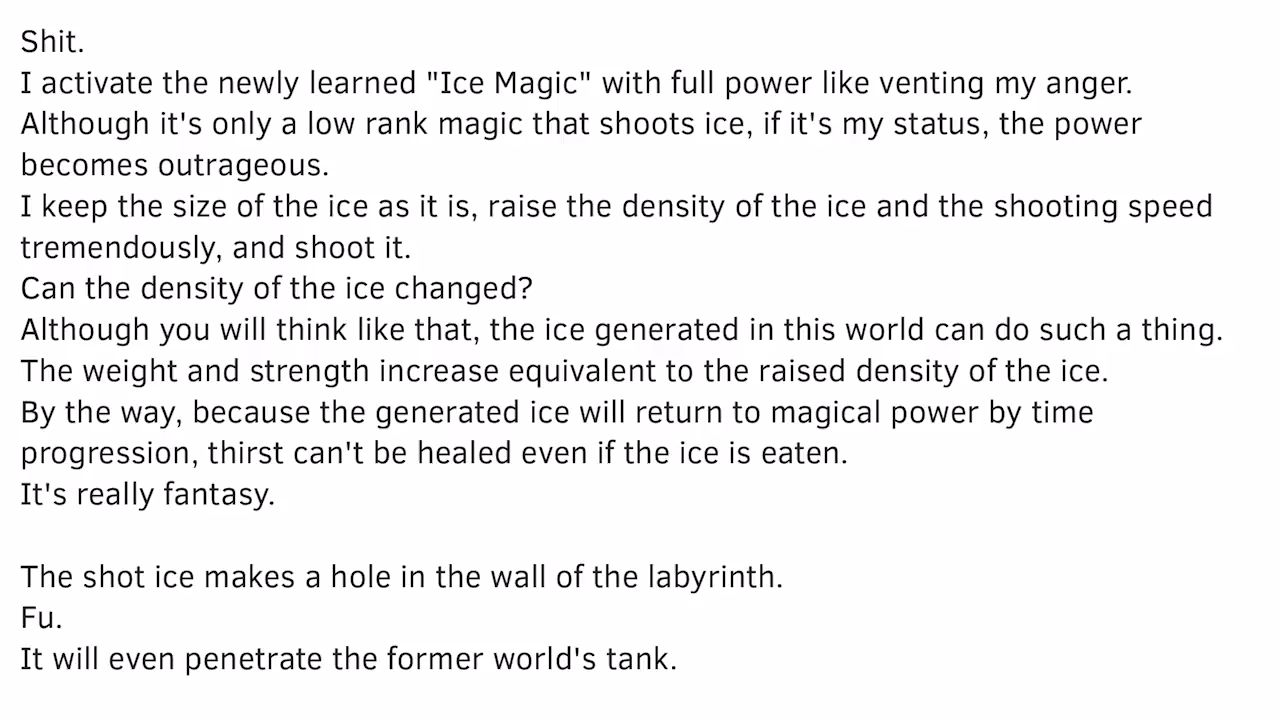 Shit.
I activate the newly learned "Ice Magic" with full power like venting my anger.
Although it's only a low rank magic that shoots ice, if it's my status, the power
becomes outrageous.
I keep the size of the ice as it is, raise the density of the ice and the shooting speed
tremendously, and shoot it.
Can the density of the ice changed?
Although you will think like that, the ice generated in this world can do such a thing.
The weight and strength increase equivalent to the raised density of the ice.
By the way, because the generated ice will return to magical power by time
progression, thirst can't be healed even if the ice is eaten.
It's really fantasy.
The shot ice makes a hole in the wall of the labyrinth.
Fu.
It will even penetrate the former world's tank.